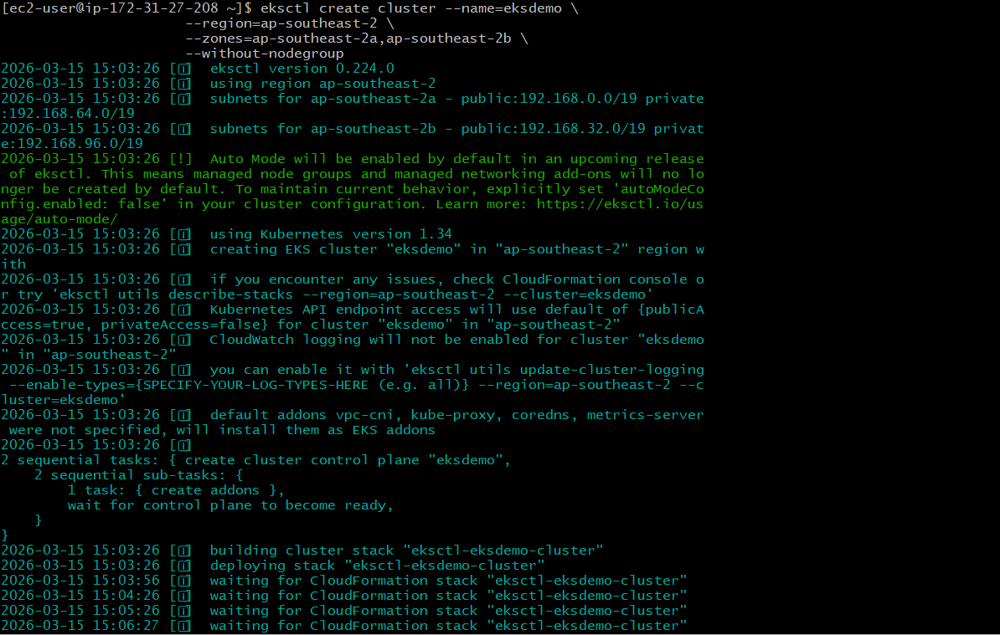 [ec2-user@ip-172-31-27-208 ~]$ eksctl create cluster --name=eksdemo \
                      --region=ap-southeast-2 \
                      --zones=ap-southeast-2a,ap-southeast-2b \
                      --without-nodegroup
2026-03-15 15:03:26 [ℹ]  eksctl version 0.224.0
2026-03-15 15:03:26 [ℹ]  using region ap-southeast-2
2026-03-15 15:03:26 [ℹ]  subnets for ap-southeast-2a - public:192.168.0.0/19 private
:192.168.64.0/19
2026-03-15 15:03:26 [ℹ]  subnets for ap-southeast-2b - public:192.168.32.0/19 privat
e:192.168.96.0/19
2026-03-15 15:03:26 [!]  Auto Mode will be enabled by default in an upcoming release
 of eksctl. This means managed node groups and managed networking add-ons will no lo
nger be created by default. To maintain current behavior, explicitly set 'autoModeCo
nfig.enabled: false' in your cluster configuration. Learn more: https://eksctl.io/us
age/auto-mode/
2026-03-15 15:03:26 [ℹ]  using Kubernetes version 1.34
2026-03-15 15:03:26 [ℹ]  creating EKS cluster "eksdemo" in "ap-southeast-2" region w
ith
2026-03-15 15:03:26 [ℹ]  if you encounter any issues, check CloudFormation console o
r try 'eksctl utils describe-stacks --region=ap-southeast-2 --cluster=eksdemo'
2026-03-15 15:03:26 [ℹ]  Kubernetes API endpoint access will use default of {publicA
ccess=true, privateAccess=false} for cluster "eksdemo" in "ap-southeast-2"
2026-03-15 15:03:26 [ℹ]  CloudWatch logging will not be enabled for cluster "eksdemo
" in "ap-southeast-2"
2026-03-15 15:03:26 [ℹ]  you can enable it with 'eksctl utils update-cluster-logging
 --enable-types={SPECIFY-YOUR-LOG-TYPES-HERE (e.g. all)} --region=ap-southeast-2 --c
luster=eksdemo'
2026-03-15 15:03:26 [ℹ]  default addons vpc-cni, kube-proxy, coredns, metrics-server
 were not specified, will install them as EKS addons
2026-03-15 15:03:26 [ℹ]
2 sequential tasks: { create cluster control plane "eksdemo",
    2 sequential sub-tasks: {
        1 task: { create addons },
        wait for control plane to become ready,
    }
}
2026-03-15 15:03:26 [ℹ]  building cluster stack "eksctl-eksdemo-cluster"
2026-03-15 15:03:26 [ℹ]  deploying stack "eksctl-eksdemo-cluster"
2026-03-15 15:03:56 [ℹ]  waiting for CloudFormation stack "eksctl-eksdemo-cluster"
2026-03-15 15:04:26 [ℹ]  waiting for CloudFormation stack "eksctl-eksdemo-cluster"
2026-03-15 15:05:26 [ℹ]  waiting for CloudFormation stack "eksctl-eksdemo-cluster"
2026-03-15 15:06:27 [ℹ]  waiting for CloudFormation stack "eksctl-eksdemo-cluster"